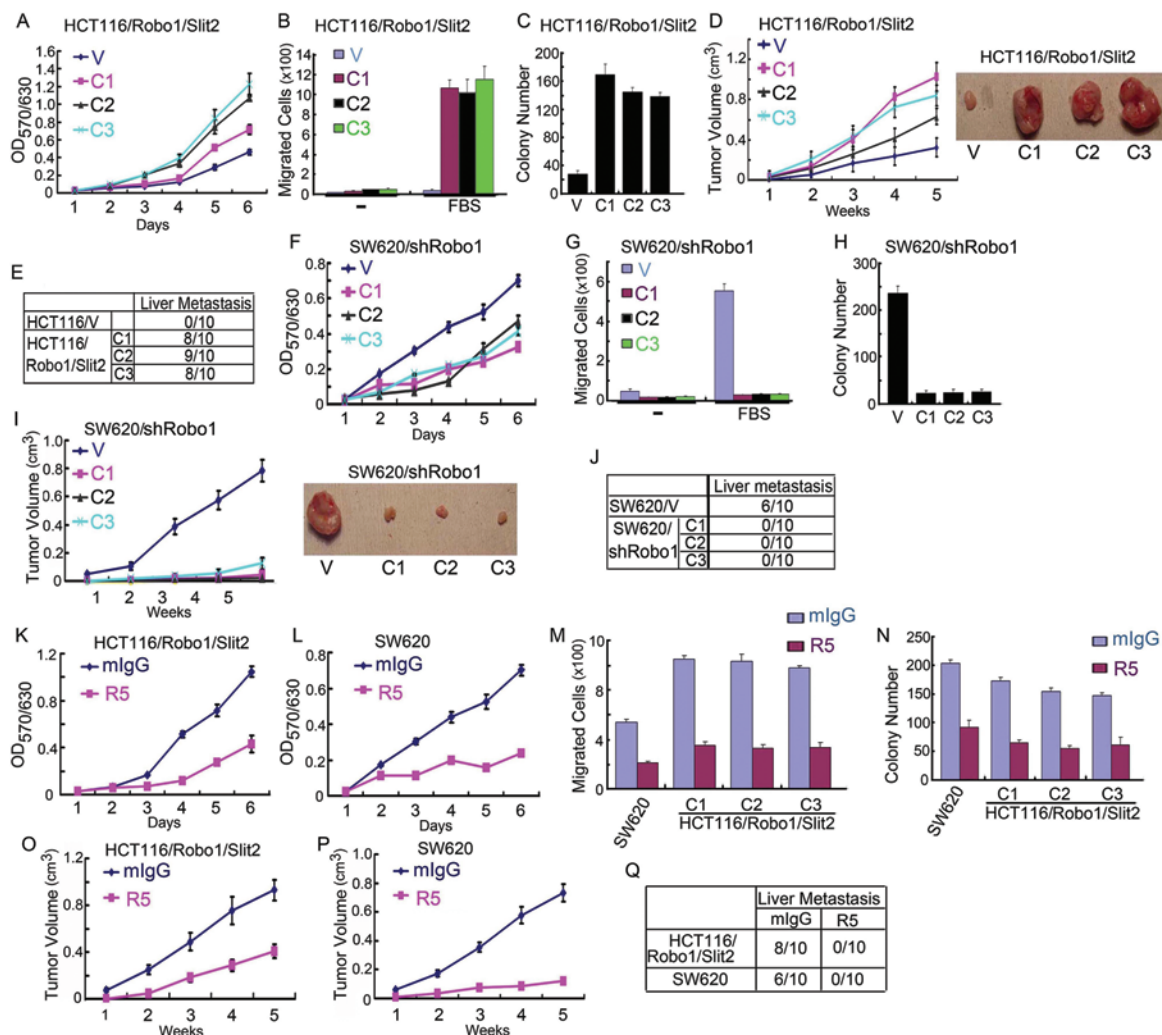 A HCT116/Robo1/Slit2
OD570/630
1.6
1.4
1.2
1.0
0.8
0.6
0.4
0.2
0
V
C1
C2
C3
1 2 3 4 5 6
Days
B HCT116/Robo1/Slit2
Migrated Cells (x100)
14
12
10
8
6
4
2
0
V
C1
C2
C3
– FBS
C HCT116/Robo1/Slit2
Colony Number
200
160
120
80
40
0
V C1 C2 C3
D HCT116/Robo1/Slit2
Tumor Volume (cm3)
1.2
0.8
0.4
0
V
C1
C2
C3
1 2 3 4 5
Weeks
HCT116/Robo1/Slit2
V C1 C2 C3
E
Liver Metastasis
HCT116/V 0/10
HCT116/ C1 8/10
Robo1/Slit2 C2 9/10
C3 8/10
F SW620/shRobo1
OD570/630
0.8
0.6
0.4
0.2
0
V
C1
C2
C3
1 2 3 4 5 6
Days
G SW620/shRobo1
Migrated Cells (x100)
6
4
2
0
V
C1
C2
C3
– FBS
H SW620/shRobo1
Colony Number
300
200
100
0
V C1 C2 C3
I SW620/shRobo1
Tumor Volume (cm3)
1.0
0.8
0.6
0.4
0.2
0
V
C1
C2
C3
1 2 3 4 5
Weeks
SW620/shRobo1
V C1 C2 C3
J
Liver metastasis
SW620/V 6/10
SW620/ C1 0/10
shRobo1 C2 0/10
C3 0/10
K HCT116/Robo1/Slit2
OD570/630
1.2
0.8
0.4
0
mIgG
R5
1 2 3 4 5 6
Days
L SW620
OD570/630
0.8
0.6
0.4
0.2
0
mIgG
R5
1 2 3 4 5 6
Days
M
mIgG
R5
Migrated Cells (x100)
10
8
6
4
2
0
SW620
C1 C2 C3
HCT116/Robo1/Slit2
N
mIgG
R5
Colony Number
250
200
150
100
50
0
SW620
C1 C2 C3
HCT116/Robo1/Slit2
O HCT116/Robo1/Slit2
Tumor Volume (cm3)
1.2
0.8
0.4
0
mIgG
R5
1 2 3 4 5
Weeks
P SW620
Tumor Volume (cm3)
1.0
0.8
0.6
0.4
0.2
0
mIgG
R5
1 2 3 4 5
Weeks
Q
Liver Metastasis
mIgG R5
HCT116/
Robo1/Slit2 8/10 0/10
SW620 6/10 0/10